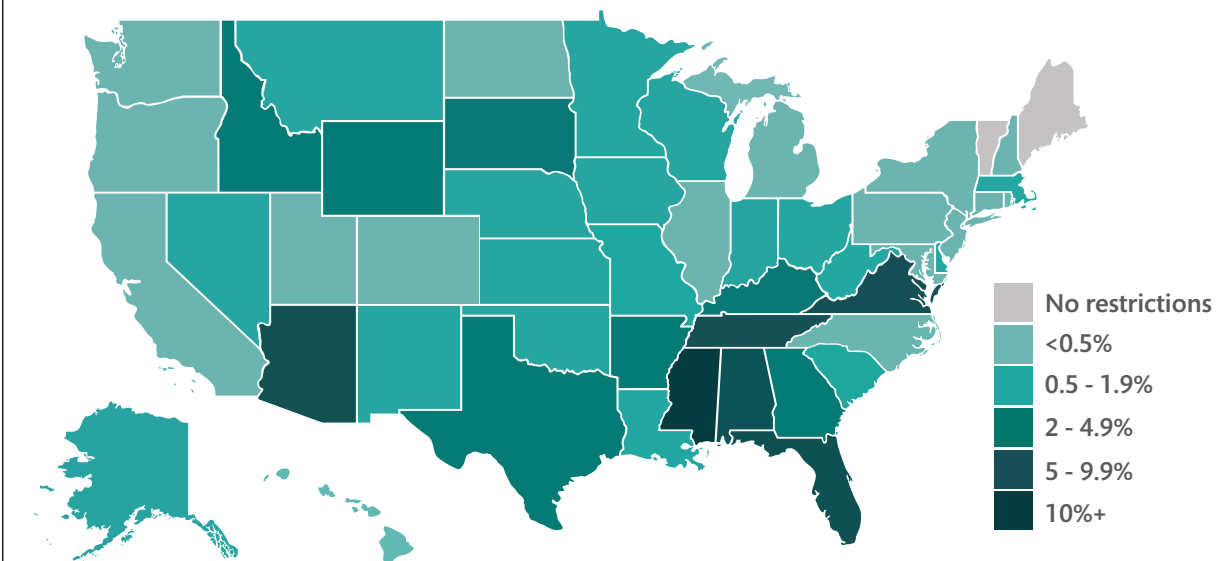 No restrictions
<0.5%
0.5 - 1.9%
2 - 4.9%
5 - 9.9%
10%+